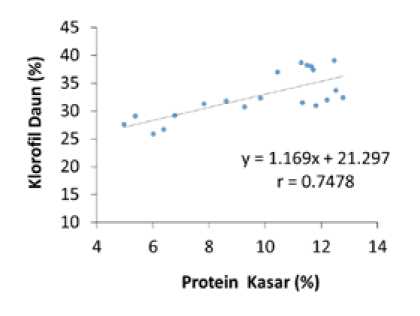 45
40
35
30
25
20
15
10
Klorofil Daun (%)
y = 1.169x + 21.297
r = 0.7478
4 6 8 10 12 14
Protein Kasar (%)